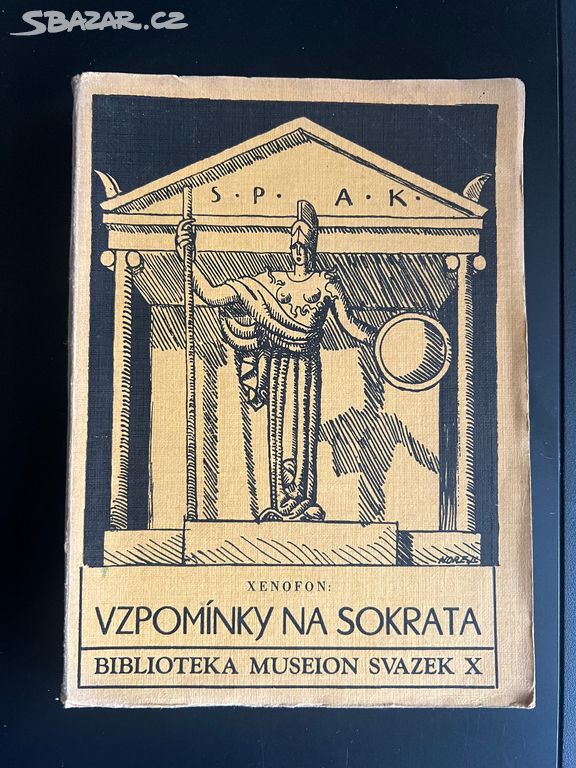 SBAZAR.CZ
S·P· A·K·
XENOFON:
VZPOMÍNKY NA SOKRATA
BIBLIOTEKA MUSEION SVAZEK X